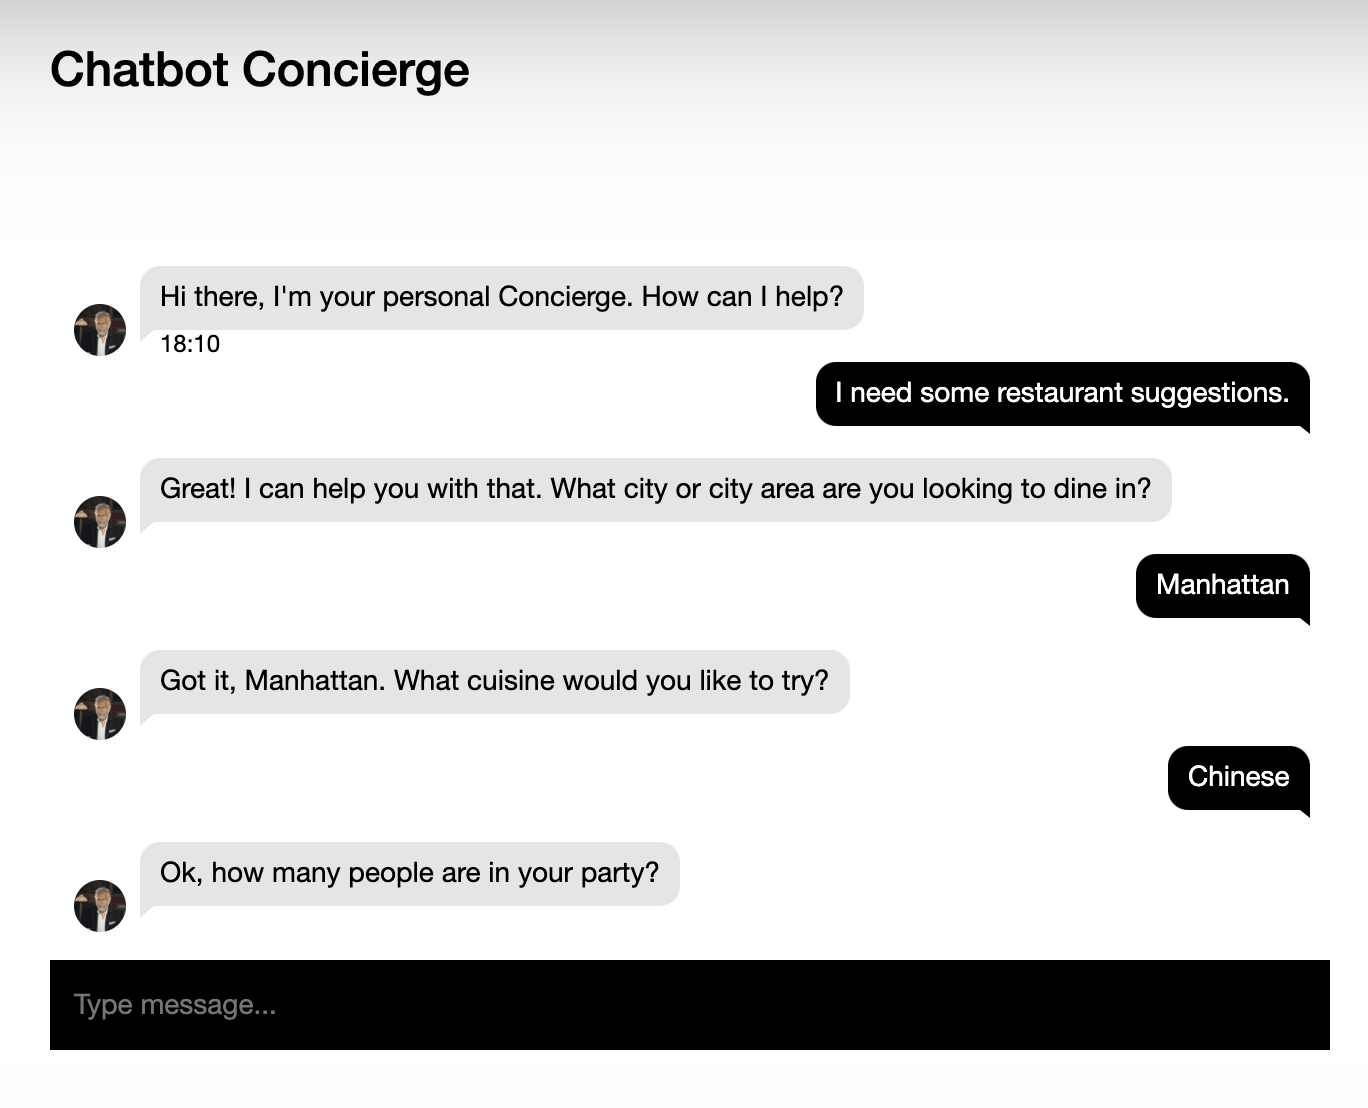 Chatbot Concierge
Hi there, I'm your personal Concierge. How can I help?
18:10
I need some restaurant suggestions.
Great! I can help you with that. What city or city area are you looking to dine in?
Manhattan
Got it, Manhattan. What cuisine would you like to try?
Chinese
Ok, how many people are in your party?
Type message...